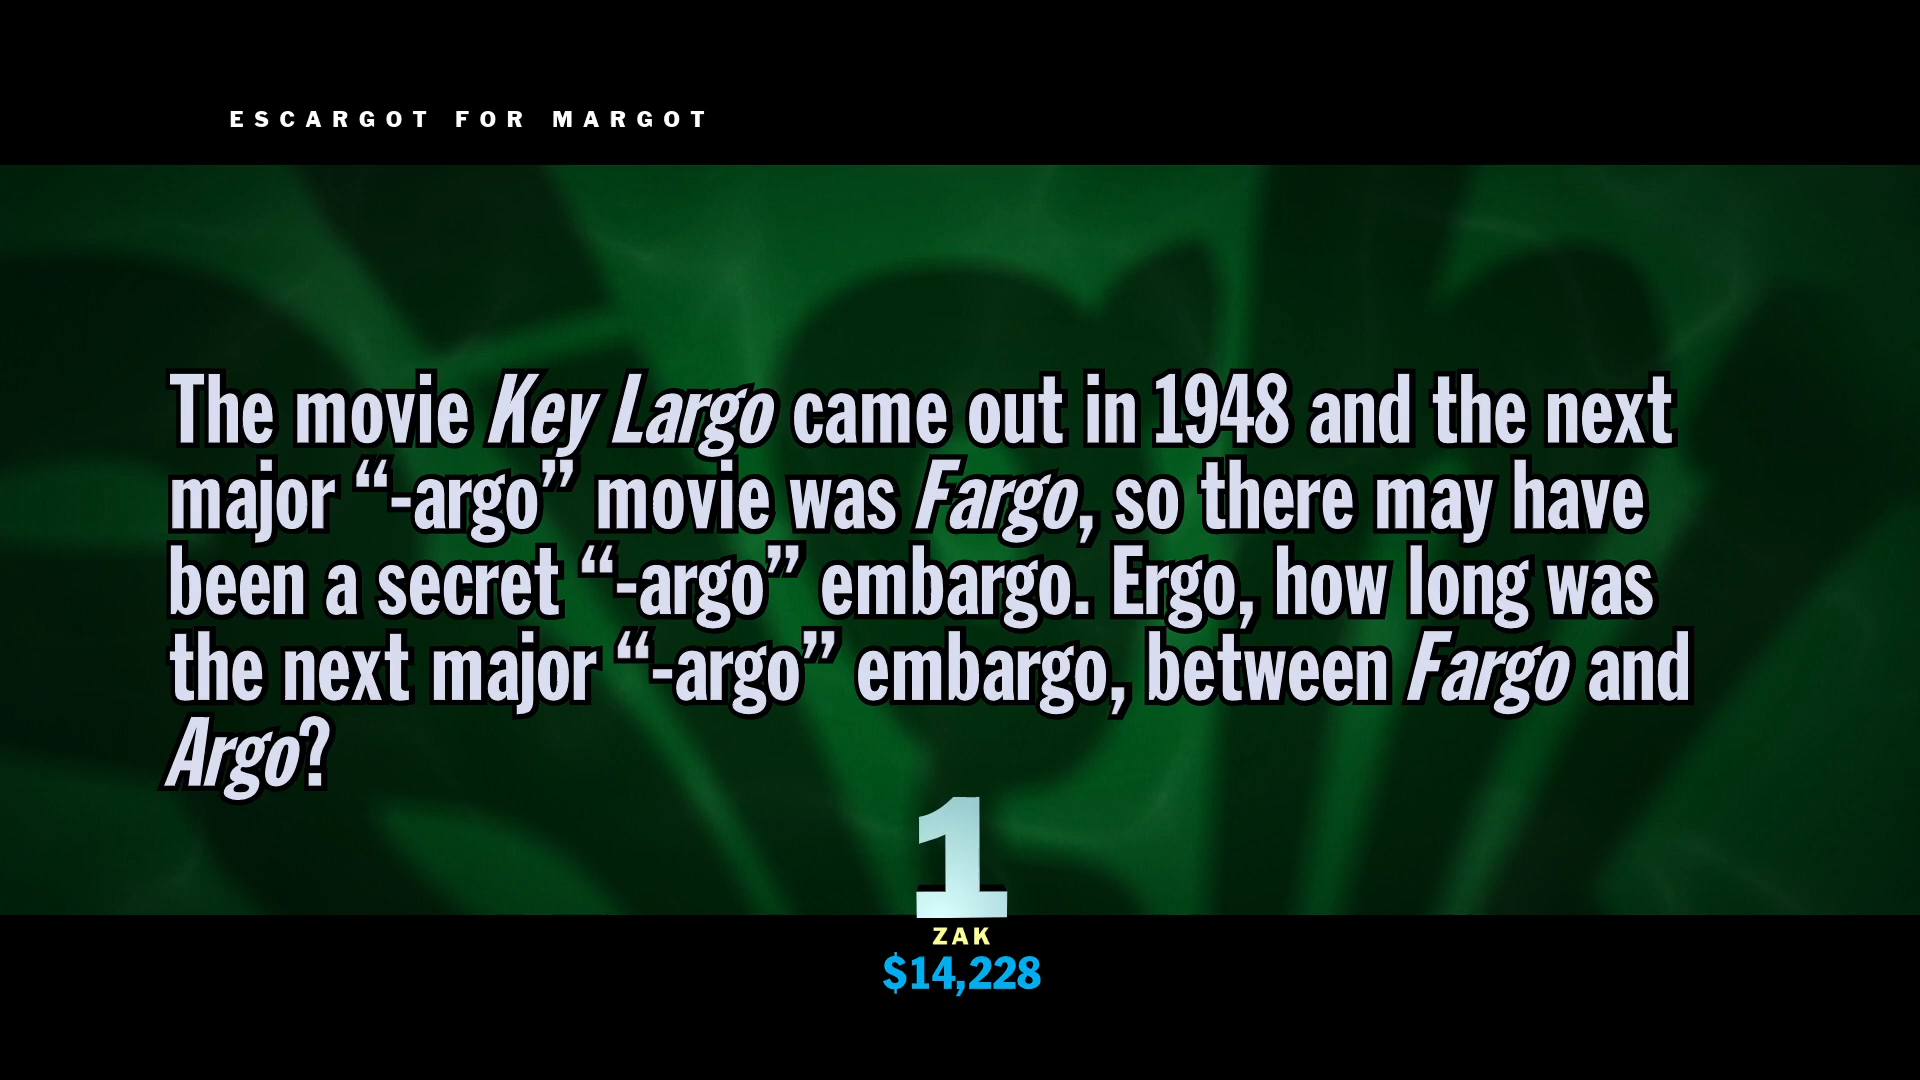 ESCARGOT FOR MARGOT
The movie Key Largo came out in 1948 and the next
major “-argo” movie was Fargo, so there may have
been a secret “-argo” embargo. Ergo, how long was
the next major “-argo” embargo, between Fargo and
Argo?
1
ZAK
$14,228